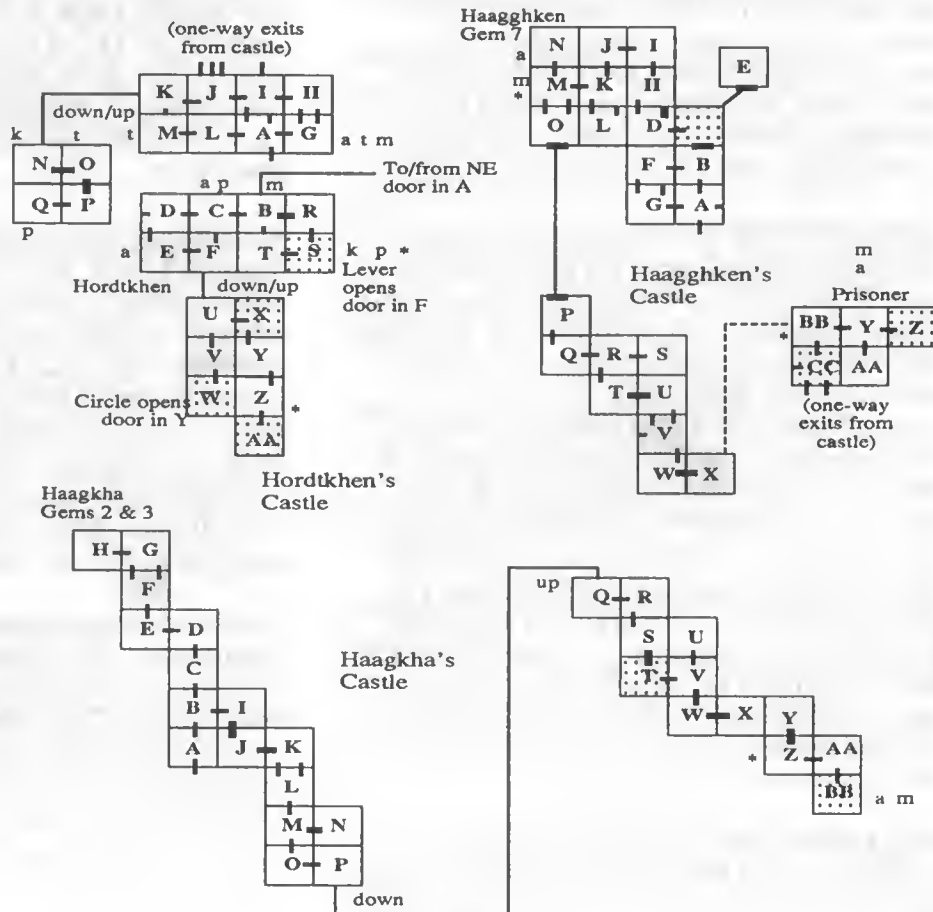 (one-way exits
from castle)
K J I H
down/up
k t t M L A G a t m
N O
Q P
p
To/from NE
door in A
a p m
D C B R
a E F T S k p *
Hordtkhen
Lever
opens
door in F
down/up
U X
V Y
W Z
Circle opens
door in Y
*
AA
Hordtkhen's
Castle
Haagghken
Gem 7
N J I
a
E
M K H
m
*
O L D
F B
G A
Haagghken's
Castle
m
a
Prisoner
P
BB Y Z
*
Q R S
CC AA
T U
(one-way
exits from
castle)
V
W X
Haagkha
Gems 2 & 3
H G
F
E D
C
B I
A J K
L
M N
O P
down
Haagkha's
Castle
up
Q R
S U
T V
W X Y
* Z AA
BB a m